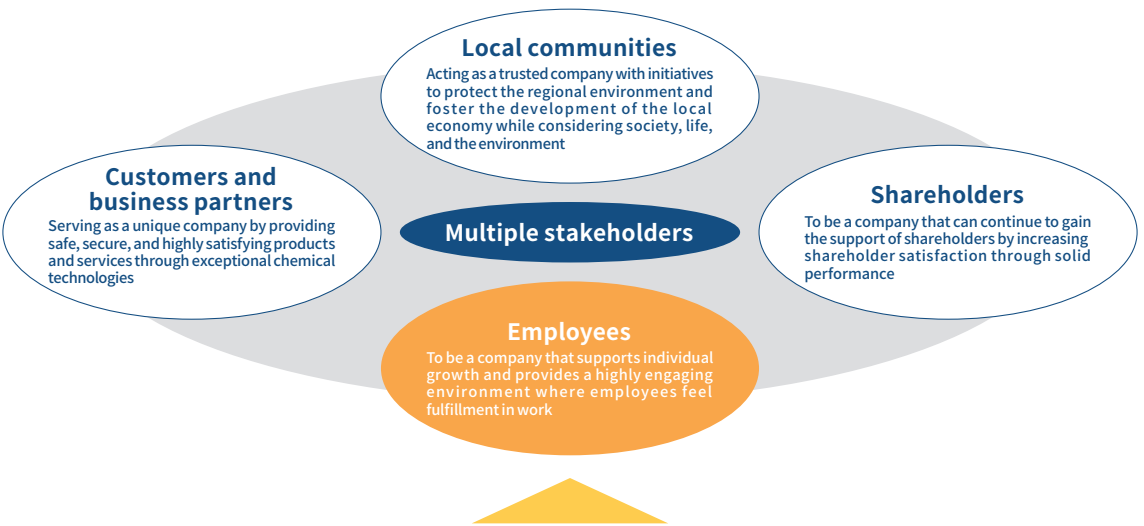 Local communities
Acting as a trusted company with initiatives
to protect the regional environment and
foster the development of the local
economy while considering society, life,
and the environment
Customers and
business partners
Serving as a unique company by providing
safe, secure, and highly satisfying products
and services through exceptional chemical
technologies
Multiple stakeholders
Shareholders
To be a company that can continue to gain
the support of shareholders by increasing
shareholder satisfaction through solid
performance
Employees
To be a company that supports individual
growth and provides a highly engaging
environment where employees feel
fulfillment in work